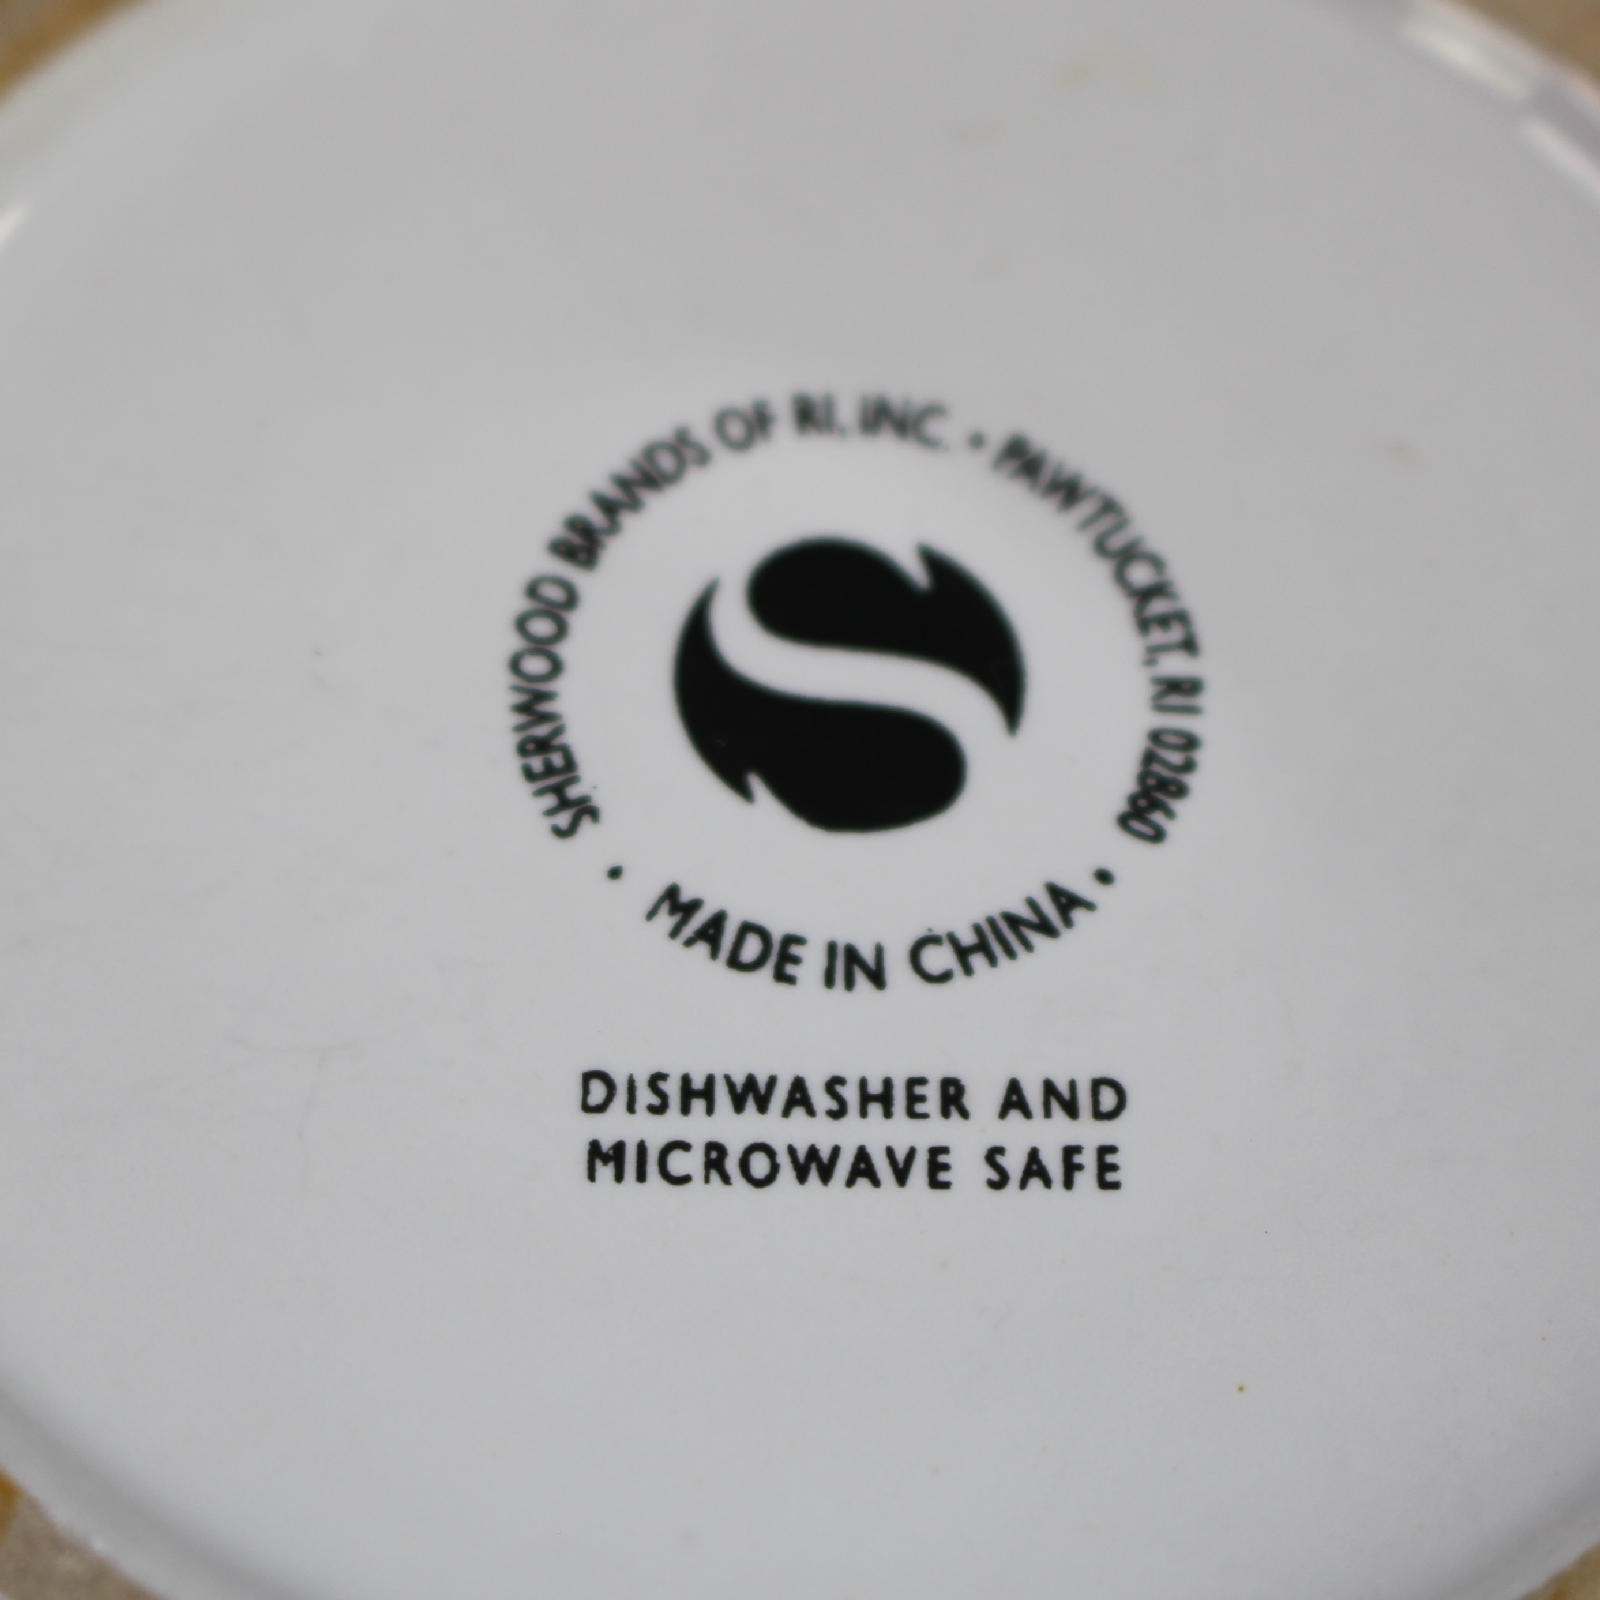 SHERWOOD BRANDS OF RI, INC. • PAWTUCKET, RI 02860
• MADE IN CHINA •
DISHWASHER AND
MICROWAVE SAFE